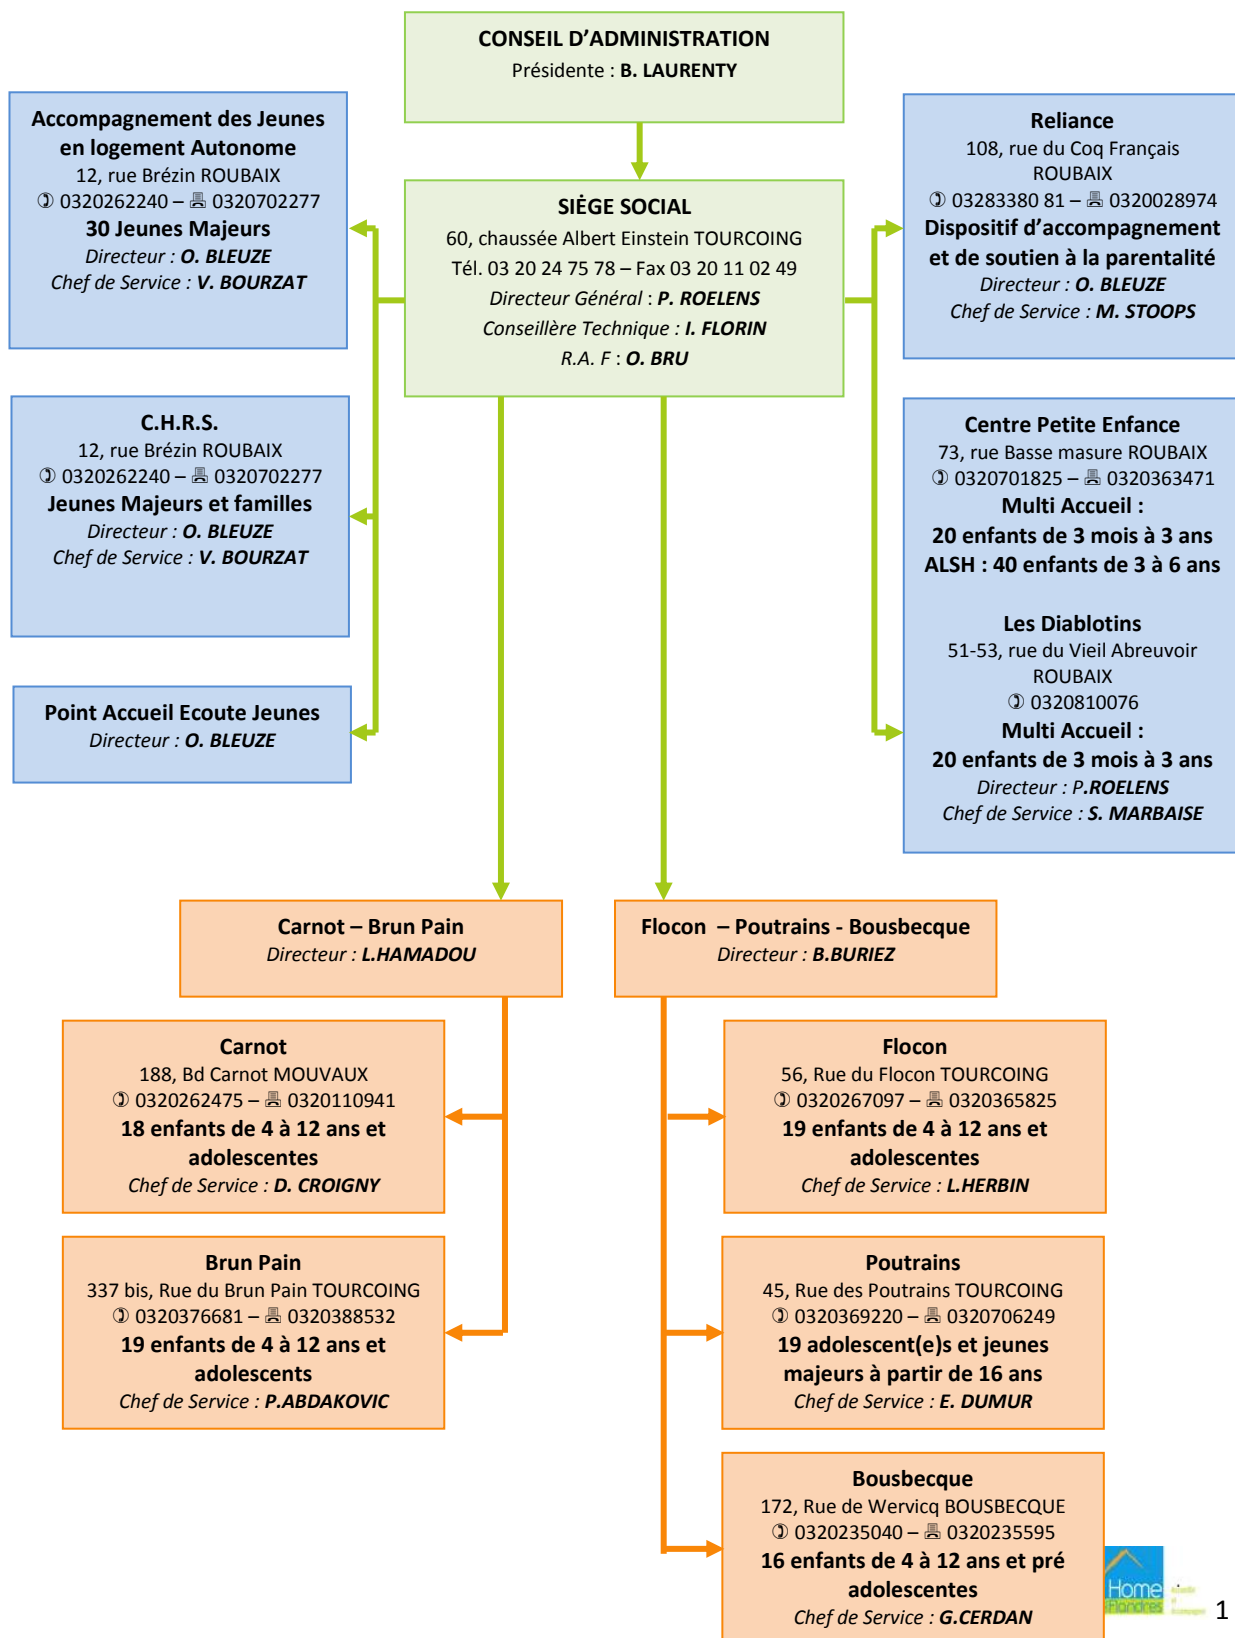 CONSEIL D’ADMINISTRATION
Présidente : B. LAURENTY
Accompagnement des Jeunes
en logement Autonome
12, rue Brézin ROUBAIX
✆ 0320262240 – 🖷 0320702277
30 Jeunes Majeurs
Directeur : O. BLEUZE
Chef de Service : V. BOURZAT
Reliance
108, rue du Coq Français
ROUBAIX
✆ 03283380 81 – 🖷 0320028974
Dispositif d’accompagnement
et de soutien à la parentalité
Directeur : O. BLEUZE
Chef de Service : M. STOOPS
SIÈGE SOCIAL
60, chaussée Albert Einstein TOURCOING
Tél. 03 20 24 75 78 – Fax 03 20 11 02 49
Directeur Général : P. ROELENS
Conseillère Technique : I. FLORIN
R.A. F : O. BRU
C.H.R.S.
12, rue Brézin ROUBAIX
✆ 0320262240 – 🖷 0320702277
Jeunes Majeurs et familles
Directeur : O. BLEUZE
Chef de Service : V. BOURZAT
Centre Petite Enfance
73, rue Basse masure ROUBAIX
✆ 0320701825 – 🖷 0320363471
Multi Accueil :
20 enfants de 3 mois à 3 ans
ALSH : 40 enfants de 3 à 6 ans
Les Diablotins
51-53, rue du Vieil Abreuvoir
ROUBAIX
✆ 0320810076
Multi Accueil :
20 enfants de 3 mois à 3 ans
Directeur : P.ROELENS
Chef de Service : S. MARBAISE
Point Accueil Ecoute Jeunes
Directeur : O. BLEUZE
Carnot – Brun Pain
Directeur : L.HAMADOU
Flocon – Poutrains - Bousbecque
Directeur : B.BURIEZ
Carnot
188, Bd Carnot MOUVAUX
✆ 0320262475 – 🖷 0320110941
18 enfants de 4 à 12 ans et
adolescentes
Chef de Service : D. CROIGNY
Flocon
56, Rue du Flocon TOURCOING
✆ 0320267097 – 🖷 0320365825
19 enfants de 4 à 12 ans et
adolescentes
Chef de Service : L.HERBIN
Brun Pain
337 bis, Rue du Brun Pain TOURCOING
✆ 0320376681 – 🖷 0320388532
19 enfants de 4 à 12 ans et
adolescents
Chef de Service : P.ABDAKOVIC
Poutrains
45, Rue des Poutrains TOURCOING
✆ 0320369220 – 🖷 0320706249
19 adolescent(e)s et jeunes
majeurs à partir de 16 ans
Chef de Service : E. DUMUR
Bousbecque
172, Rue de Wervicq BOUSBECQUE
✆ 0320235040 – 🖷 0320235595
16 enfants de 4 à 12 ans et pré
adolescentes
Chef de Service : G.CERDAN
Home
Flandres
1